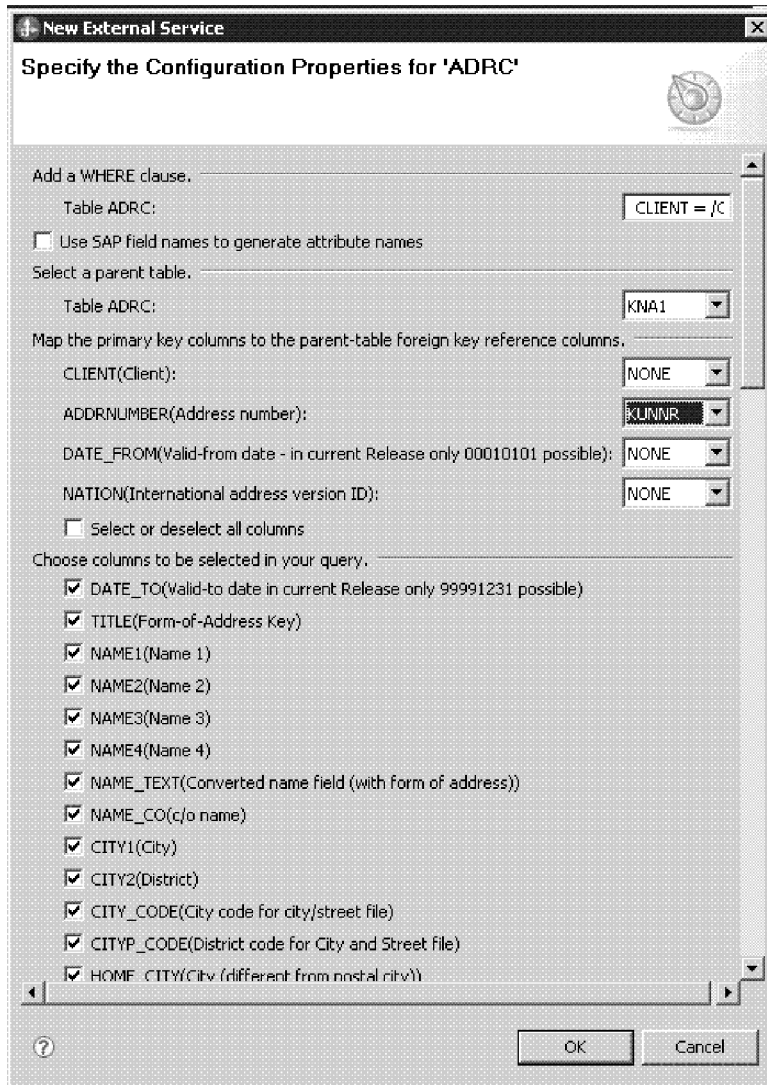 New External Service
Specify the Configuration Properties for 'ADRC'
Add a WHERE clause.
Table ADRC: CLIENT = /C
Use SAP field names to generate attribute names
Select a parent table.
Table ADRC: KNA1
Map the primary key columns to the parent-table foreign key reference columns.
CLIENT(Client): NONE
ADDRNUMBER(Address number): KUNNR
DATE_FROM(Valid-from date - in current Release only 00010101 possible): NONE
NATION(International address version ID): NONE
Select or deselect all columns
Choose columns to be selected in your query.
DATE_TO(Valid-to date in current Release only 99991231 possible)
TITLE(Form-of-Address Key)
NAME1(Name 1)
NAME2(Name 2)
NAME3(Name 3)
NAME4(Name 4)
NAME_TEXT(Converted name field (with form of address))
NAME_CO(c/o name)
CITY1(City)
CITY2(District)
CITY_CODE(City code for city/street file)
CITYP_CODE(District code for City and Street file)
HOME_CITY(City (different from postal city))
? OK Cancel